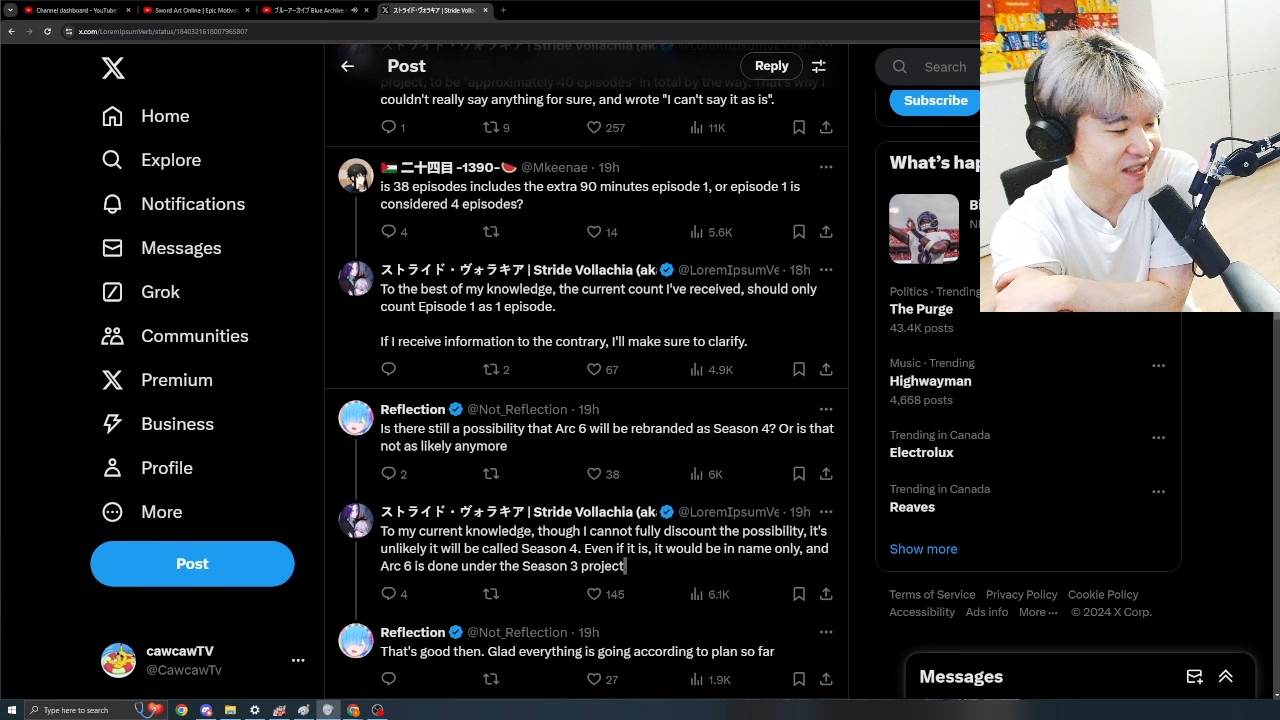 Channel dashboard - YouTube
Sword Art Online | Epic Motivat
ブルーアーカイブ Blue Archive
ストライド・ヴォラキア | Stride Volla
x.com/LoremIpsumVerb/status/1840321618007965807
Home
Explore
Notifications
Messages
Grok
Communities
Premium
Business
Profile
More
Post
cawcawTV
@CawcawTv
Post
Reply
project, to be "approximately 40 episodes" in total by the way. That's why I
couldn't really say anything for sure, and wrote "I can't say it as is".
1 9 257 11K
🇵🇸 二十四目 -1390-🍉 @Mkeenae · 19h
is 38 episodes includes the extra 90 minutes episode 1, or episode 1 is
considered 4 episodes?
4 14 5.6K
ストライド・ヴォラキア | Stride Vollachia (ak @LoremIpsumVe · 18h
To the best of my knowledge, the current count I've received, should only
count Episode 1 as 1 episode.
If I receive information to the contrary, I'll make sure to clarify.
2 67 4.9K
Reflection @Not_Reflection · 19h
Is there still a possibility that Arc 6 will be rebranded as Season 4? Or is that
not as likely anymore
2 38 6K
ストライド・ヴォラキア | Stride Vollachia (ak @LoremIpsumVe · 19h
To my current knowledge, though I cannot fully discount the possibility, it's
unlikely it will be called Season 4. Even if it is, it would be in name only, and
Arc 6 is done under the Season 3 project
4 145 6.1K
Reflection @Not_Reflection · 19h
That's good then. Glad everything is going according to plan so far
27 1.9K
Search
Subscribe
What's hap
Politics · Trending
The Purge
43.4K posts
Music · Trending
Highwayman
4,668 posts
Trending in Canada
Electrolux
Trending in Canada
Reaves
Show more
Terms of Service Privacy Policy Cookie Policy
Accessibility Ads info More ··· © 2024 X Corp.
Messages
Type here to search